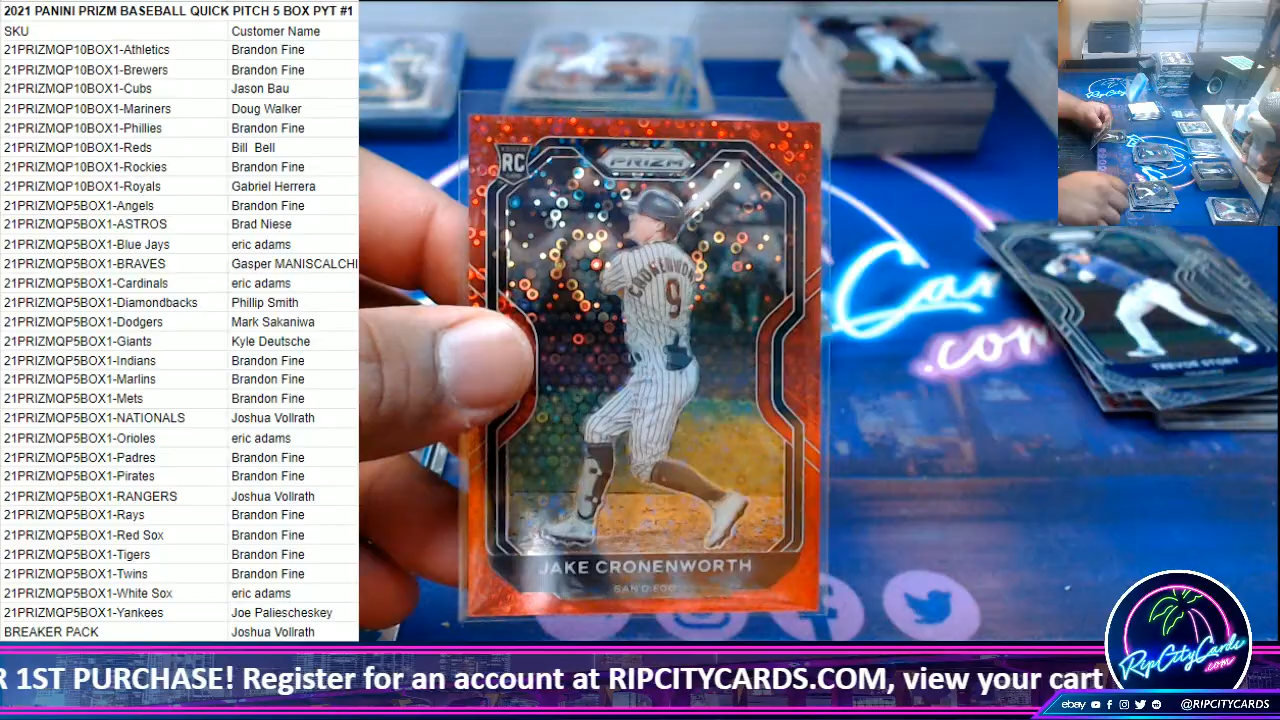 2021 PANINI PRIZM BASEBALL QUICK PITCH 5 BOX PYT #1
SKU Customer Name
21PRIZMQP10BOX1-Athletics Brandon Fine
21PRIZMQP10BOX1-Brewers Brandon Fine
21PRIZMQP10BOX1-Cubs Jason Bau
21PRIZMQP10BOX1-Mariners Doug Walker
21PRIZMQP10BOX1-Phillies Brandon Fine
21PRIZMQP10BOX1-Reds Bill Bell
21PRIZMQP10BOX1-Rockies Brandon Fine
21PRIZMQP10BOX1-Royals Gabriel Herrera
21PRIZMQP5BOX1-Angels Brandon Fine
21PRIZMQP5BOX1-ASTROS Brad Niese
21PRIZMQP5BOX1-Blue Jays eric adams
21PRIZMQP5BOX1-BRAVES Gasper MANISCALCHI
21PRIZMQP5BOX1-Cardinals eric adams
21PRIZMQP5BOX1-Diamondbacks Phillip Smith
21PRIZMQP5BOX1-Dodgers Mark Sakaniwa
21PRIZMQP5BOX1-Giants Kyle Deutsche
21PRIZMQP5BOX1-Indians Brandon Fine
21PRIZMQP5BOX1-Marlins Brandon Fine
21PRIZMQP5BOX1-Mets Brandon Fine
21PRIZMQP5BOX1-NATIONALS Joshua Vollrath
21PRIZMQP5BOX1-Orioles eric adams
21PRIZMQP5BOX1-Padres Brandon Fine
21PRIZMQP5BOX1-Pirates Brandon Fine
21PRIZMQP5BOX1-RANGERS Joshua Vollrath
21PRIZMQP5BOX1-Rays Brandon Fine
21PRIZMQP5BOX1-Red Sox Brandon Fine
21PRIZMQP5BOX1-Tigers Brandon Fine
21PRIZMQP5BOX1-Twins Brandon Fine
21PRIZMQP5BOX1-White Sox eric adams
21PRIZMQP5BOX1-Yankees Joe Paliescheskey
BREAKER PACK Joshua Vollrath
RC
PRIZM
CRONENWORTH
9
JAKE CRONENWORTH
SAN DIEGO
Car
.com
TREVOR STORY
RipCityCards
.com
R 1ST PURCHASE! Register for an account at RIPCITYCARDS.COM, view your cart
ebay @RIPCITYCARDS